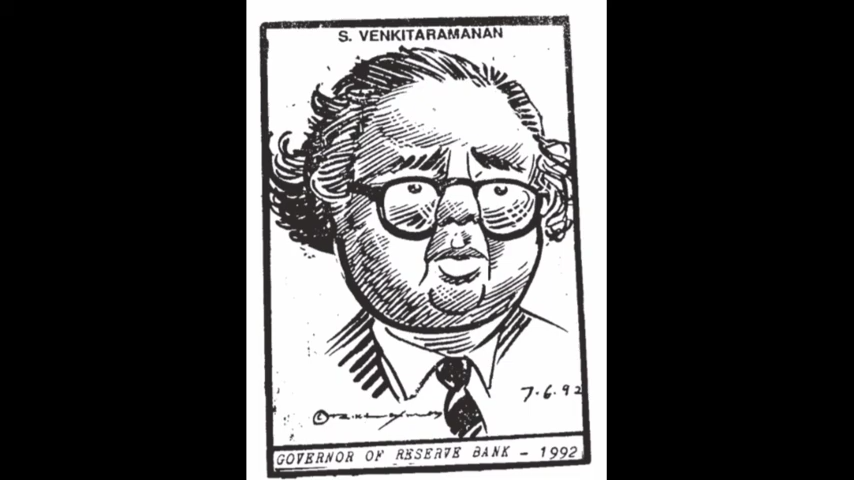 S. VENKITARAMANAN
7.6.92
GOVERNOR OF RESERVE BANK - 1992